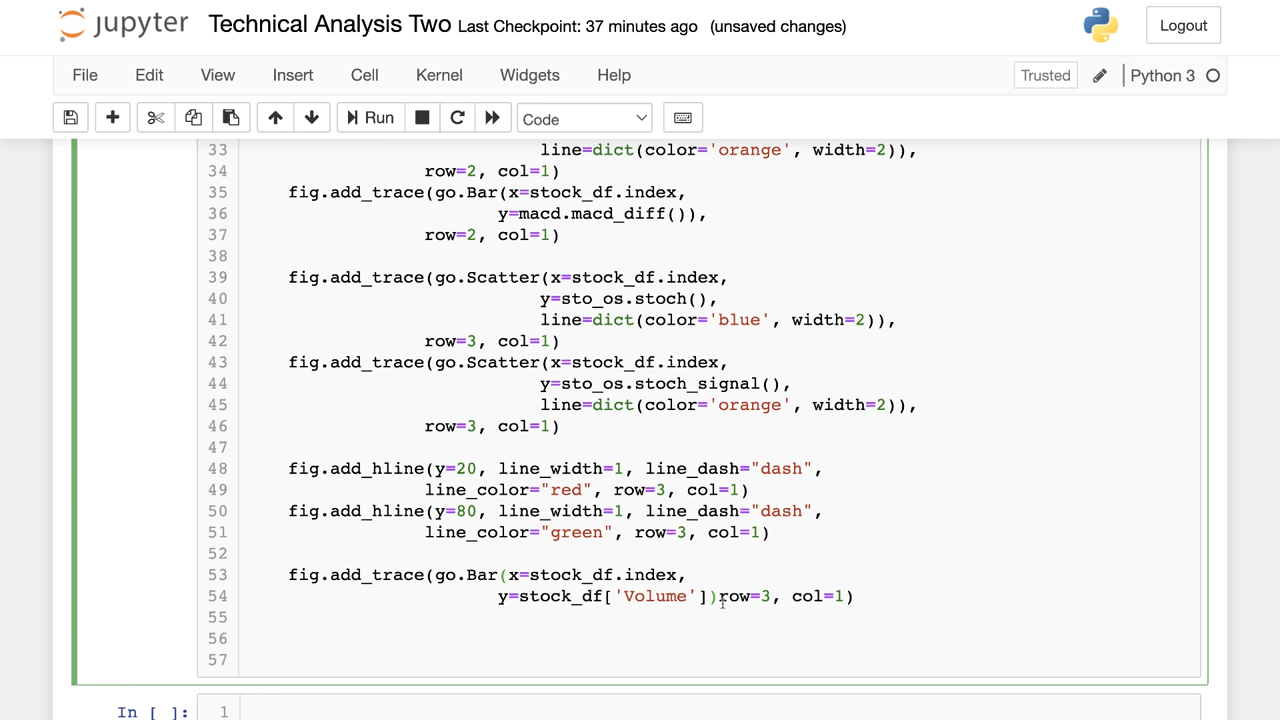 jupyter Technical Analysis Two Last Checkpoint: 37 minutes ago (unsaved changes) Logout
File Edit View Insert Cell Kernel Widgets Help Trusted Python 3
Run Code
33 line=dict(color='orange', width=2)),
34 row=2, col=1)
35 fig.add_trace(go.Bar(x=stock_df.index,
36 y=macd.macd_diff()),
37 row=2, col=1)
38
39 fig.add_trace(go.Scatter(x=stock_df.index,
40 y=sto_os.stoch(),
41 line=dict(color='blue', width=2)),
42 row=3, col=1)
43 fig.add_trace(go.Scatter(x=stock_df.index,
44 y=sto_os.stoch_signal(),
45 line=dict(color='orange', width=2)),
46 row=3, col=1)
47
48 fig.add_hline(y=20, line_width=1, line_dash="dash",
49 line_color="red", row=3, col=1)
50 fig.add_hline(y=80, line_width=1, line_dash="dash",
51 line_color="green", row=3, col=1)
52
53 fig.add_trace(go.Bar(x=stock_df.index,
54 y=stock_df['Volume'])row=3, col=1)
55
56
57
In [ ]: 1